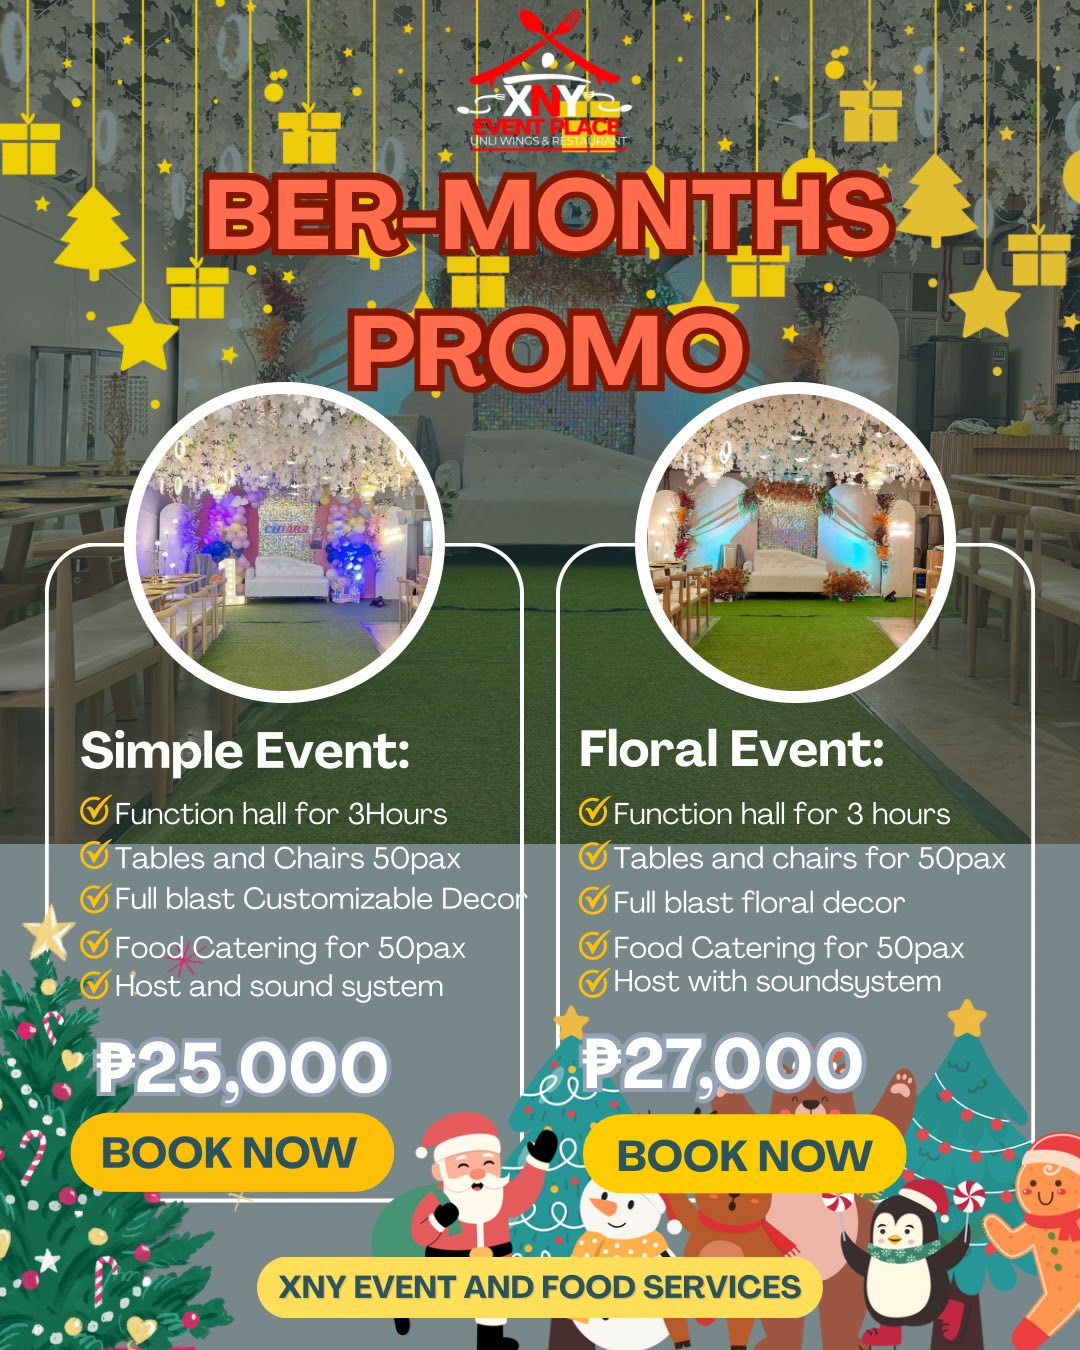 XNY
EVENT PLACE
UNLI WINGS & RESTAURANT
BER-MONTHS
PROMO
CHIARA
Simple Event:
Function hall for 3Hours
Tables and Chairs 50pax
Full blast Customizable Decor
Food Catering for 50pax
Host and sound system
₱25,000
BOOK NOW
Floral Event:
Function hall for 3 hours
Tables and chairs for 50pax
Full blast floral decor
Food Catering for 50pax
Host with soundsystem
₱27,000
BOOK NOW
XNY EVENT AND FOOD SERVICES